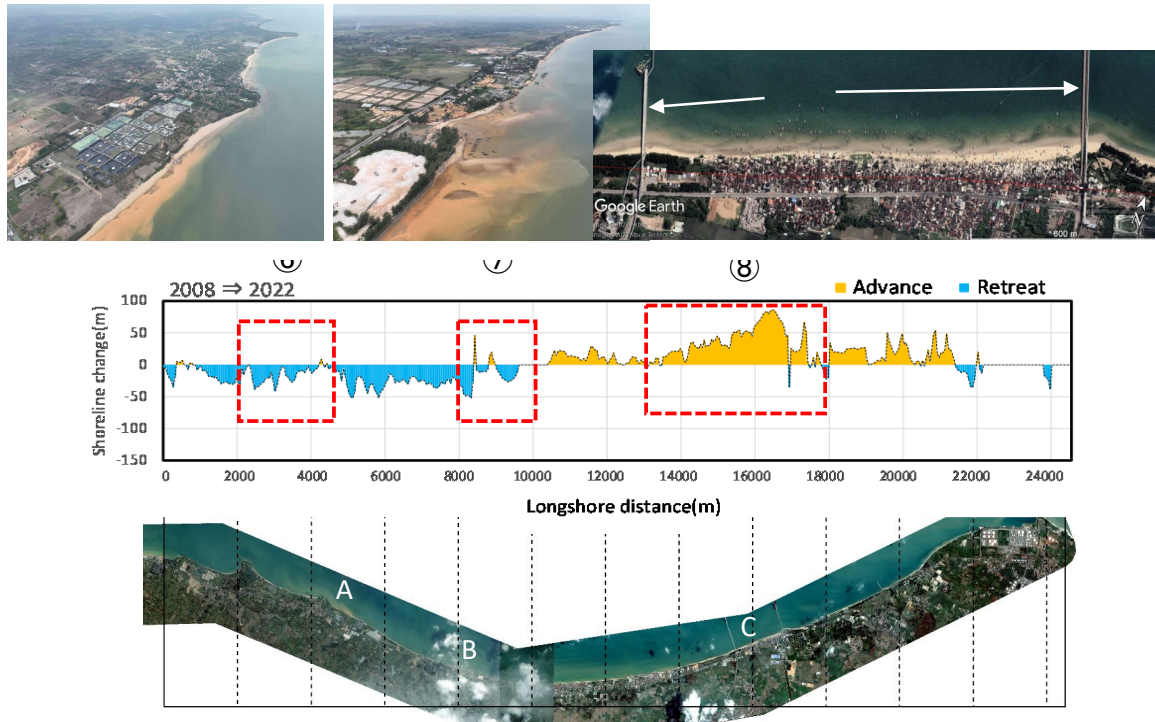 Google Earth
600 m
⑥ ⑦ ⑧
2008 ⇒ 2022
Advance Retreat
Shoreline change(m)
100
50
0
-50
-100
-150
0 2000 4000 6000 8000 10000 12000 14000 16000 18000 20000 22000 24000
Longshore distance(m)
A
B
C